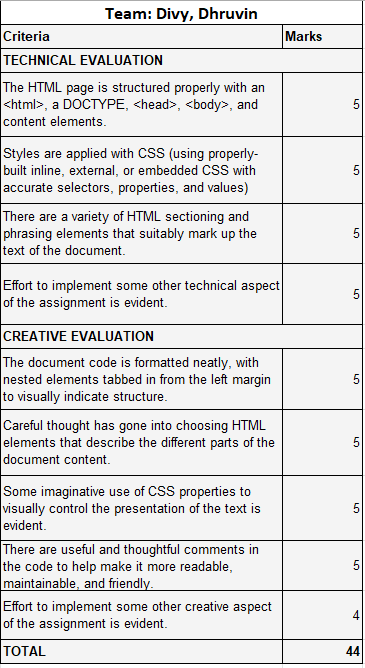 Team: Divy, Dhruvin
Criteria Marks
TECHNICAL EVALUATION
The HTML page is structured properly with an
<html>, a DOCTYPE, <head>, <body>, and
content elements.
5
Styles are applied with CSS (using properly-
built inline, external, or embedded CSS with
accurate selectors, properties, and values)
5
There are a variety of HTML sectioning and
phrasing elements that suitably mark up the
text of the document.
5
Effort to implement some other technical aspect
of the assignment is evident.
5
CREATIVE EVALUATION
The document code is formatted neatly, with
nested elements tabbed in from the left margin
to visually indicate structure.
5
Careful thought has gone into choosing HTML
elements that describe the different parts of the
document content.
5
Some imaginative use of CSS properties to
visually control the presentation of the text is
evident.
5
There are useful and thoughtful comments in
the code to help make it more readable,
maintainable, and friendly.
5
Effort to implement some other creative aspect
of the assignment is evident.
4
TOTAL 44